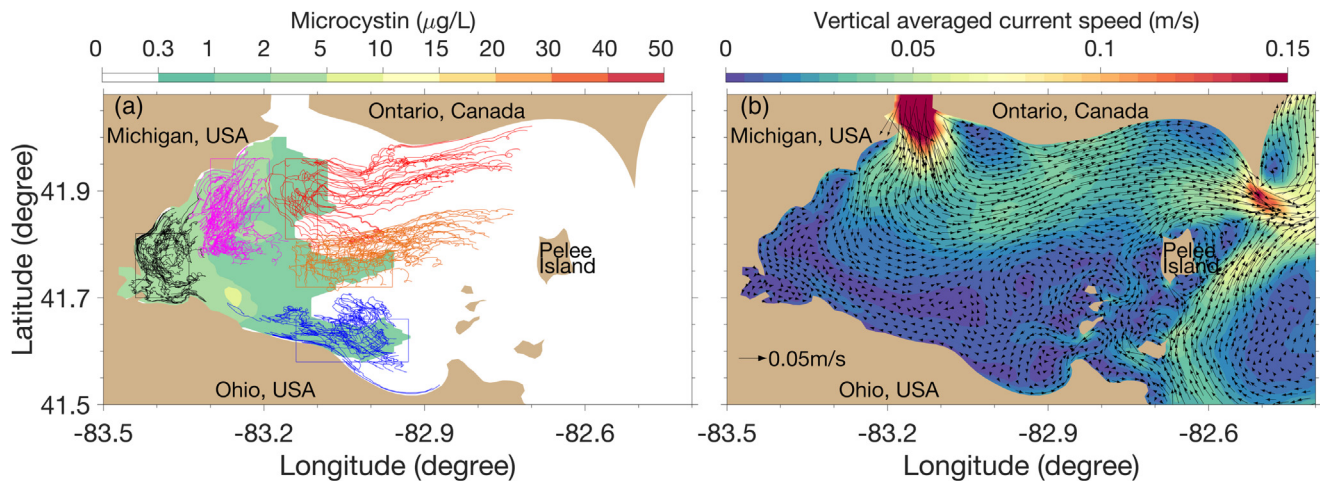 Microcystin (μg/L)
0 0.3 1 2 5 10 15 20 30 40 50
(a)
Ontario, Canada
Michigan, USA
Pelee
Island
Ohio, USA
41.9
41.7
41.5
Latitude (degree)
-83.5 -83.2 -82.9 -82.6
Longitude (degree)
Vertical averaged current speed (m/s)
0 0.05 0.1 0.15
(b)
Ontario, Canada
Michigan, USA
Pelee
Island
0.05m/s
Ohio, USA
-83.2 -82.9 -82.6
Longitude (degree)